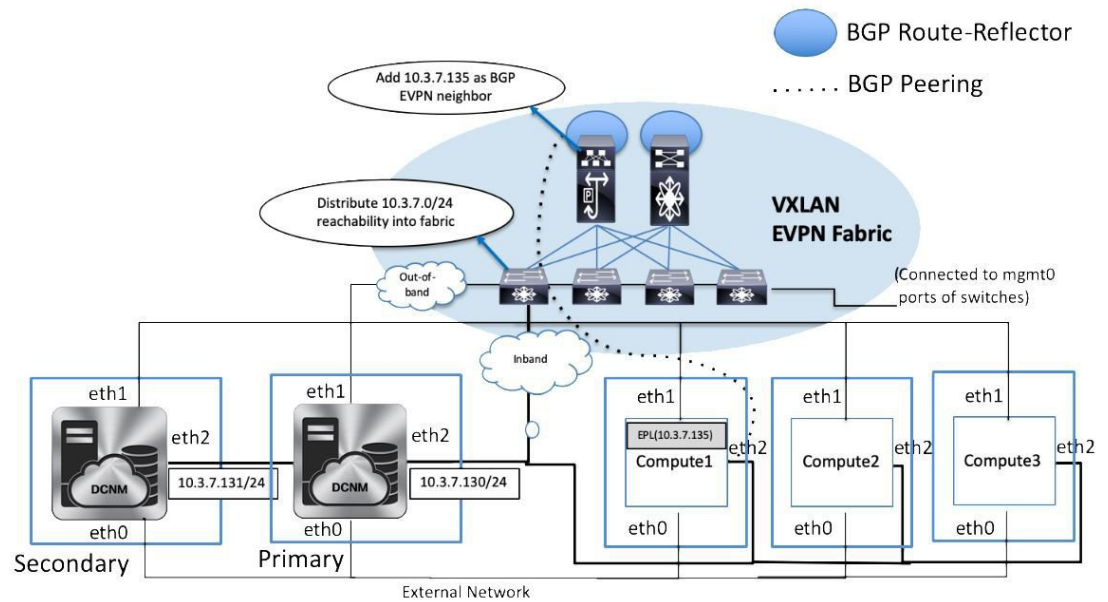 BGP Route-Reflector
BGP Peering
Add 10.3.7.135 as BGP
EVPN neighbor
Distribute 10.3.7.0/24
reachability into fabric
VXLAN
EVPN Fabric
P
Out-of-
band
(Connected to mgmt0
ports of switches)
Inband
eth1
eth2
DCNM
10.3.7.131/24
eth0
Secondary
eth1
eth2
DCNM
10.3.7.130/24
eth0
Primary
eth1
EPL(10.3.7.135)
eth2
Compute1
eth0
eth1
Compute2
eth2
eth0
eth1
Compute3
eth2
eth0
External Network